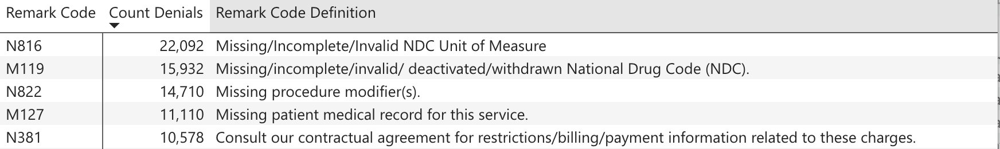 Remark Code Count Denials Remark Code Definition
N816 22,092 Missing/Incomplete/Invalid NDC Unit of Measure
M119 15,932 Missing/incomplete/invalid/ deactivated/withdrawn National Drug Code (NDC).
N822 14,710 Missing procedure modifier(s).
M127 11,110 Missing patient medical record for this service.
N381 10,578 Consult our contractual agreement for restrictions/billing/payment information related to these charges.